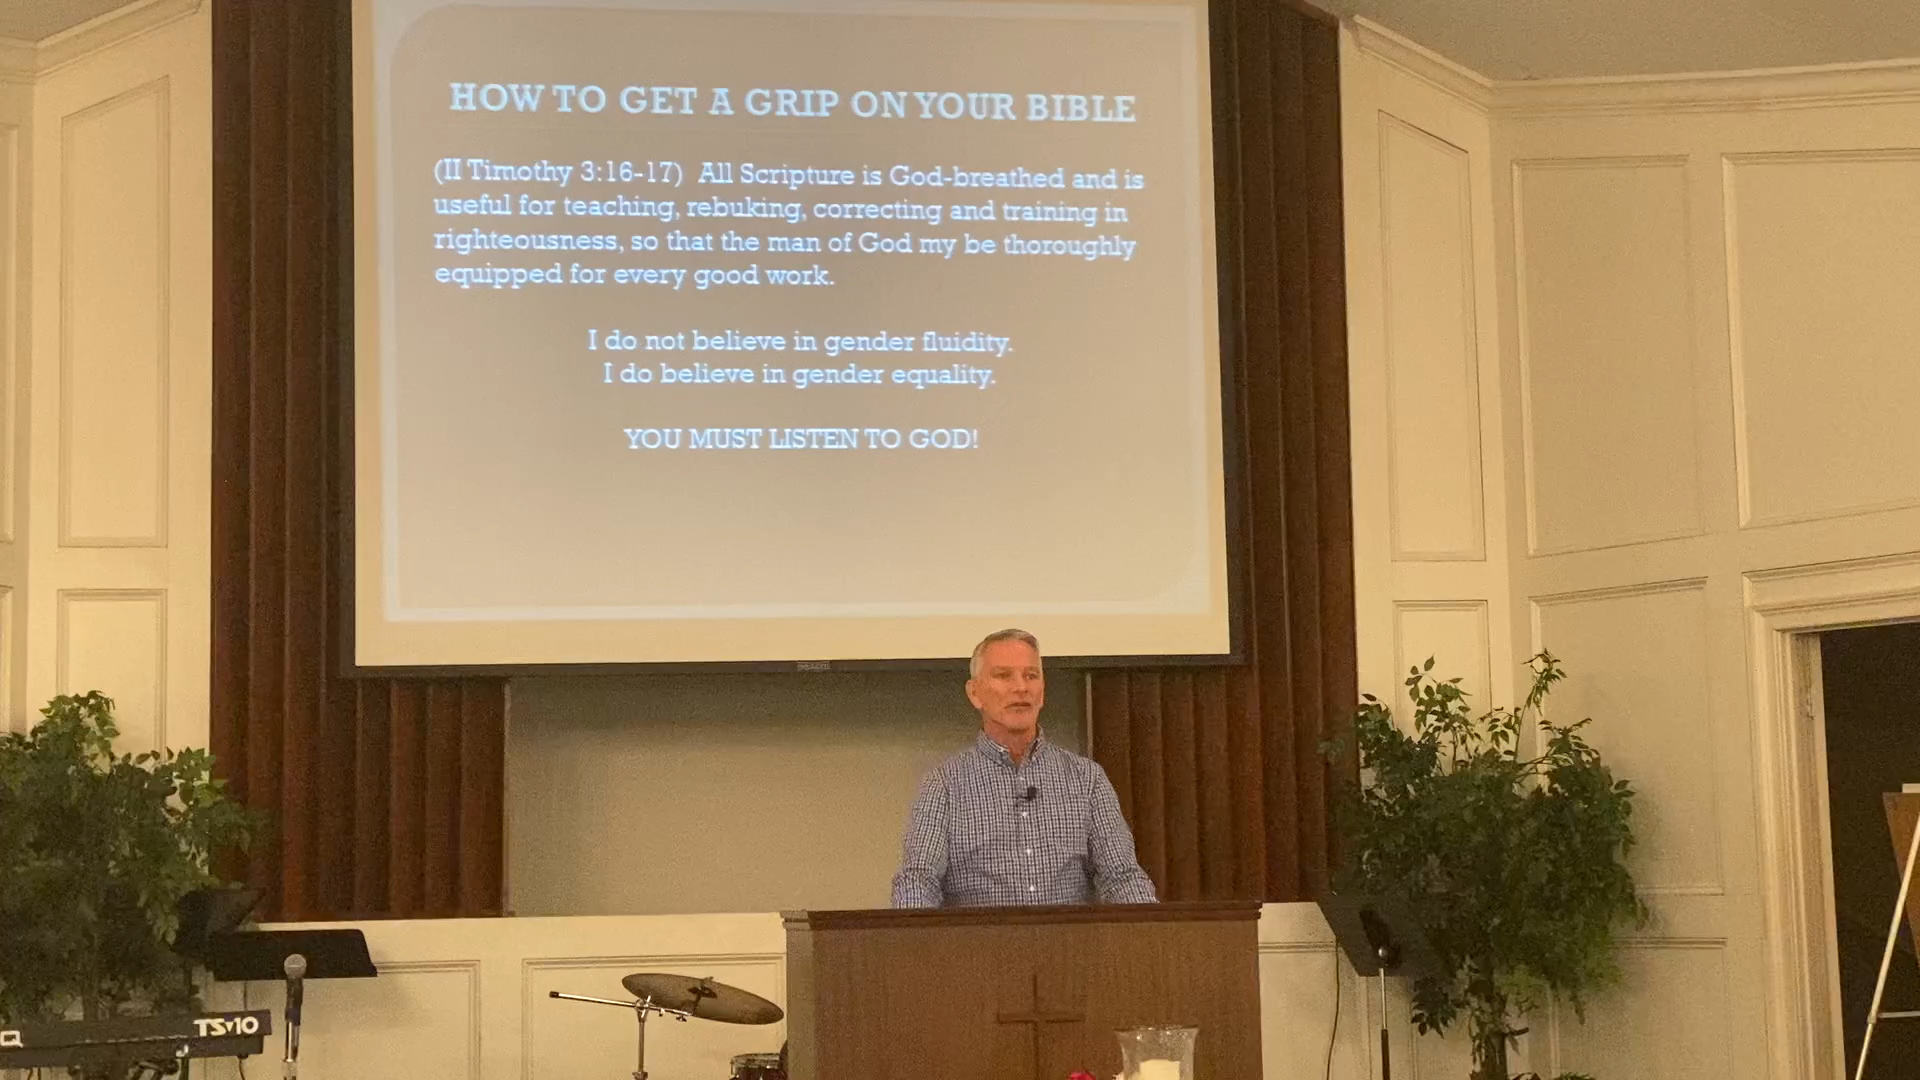 HOW TO GET A GRIP ON YOUR BIBLE
(II Timothy 3:16-17) All Scripture is God-breathed and is
useful for teaching, rebuking, correcting and training in
righteousness, so that the man of God my be thoroughly
equipped for every good work.
I do not believe in gender fluidity.
I do believe in gender equality.
YOU MUST LISTEN TO GOD!
TSv10